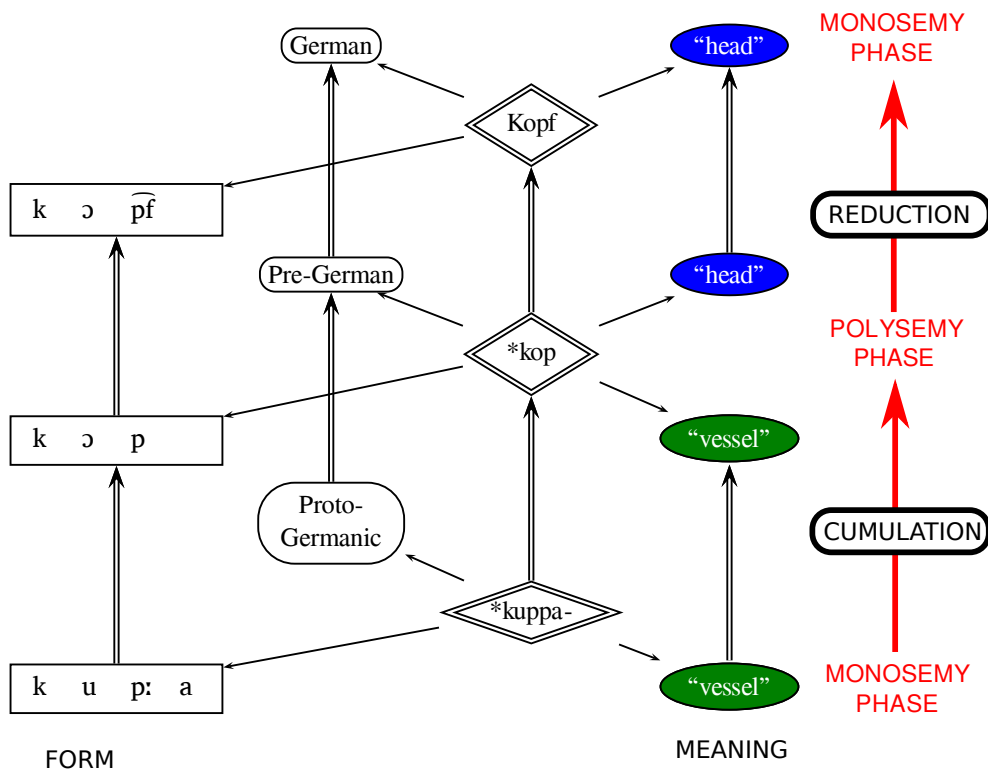 German
“head”
MONOSEMY
PHASE
Kopf
k ɔ p͡f
REDUCTION
Pre-German
“head”
*kop
POLYSEMY
PHASE
k ɔ p
“vessel”
Proto-
Germanic
CUMULATION
*kuppa-
k u pː a
“vessel”
MONOSEMY
PHASE
FORM
MEANING